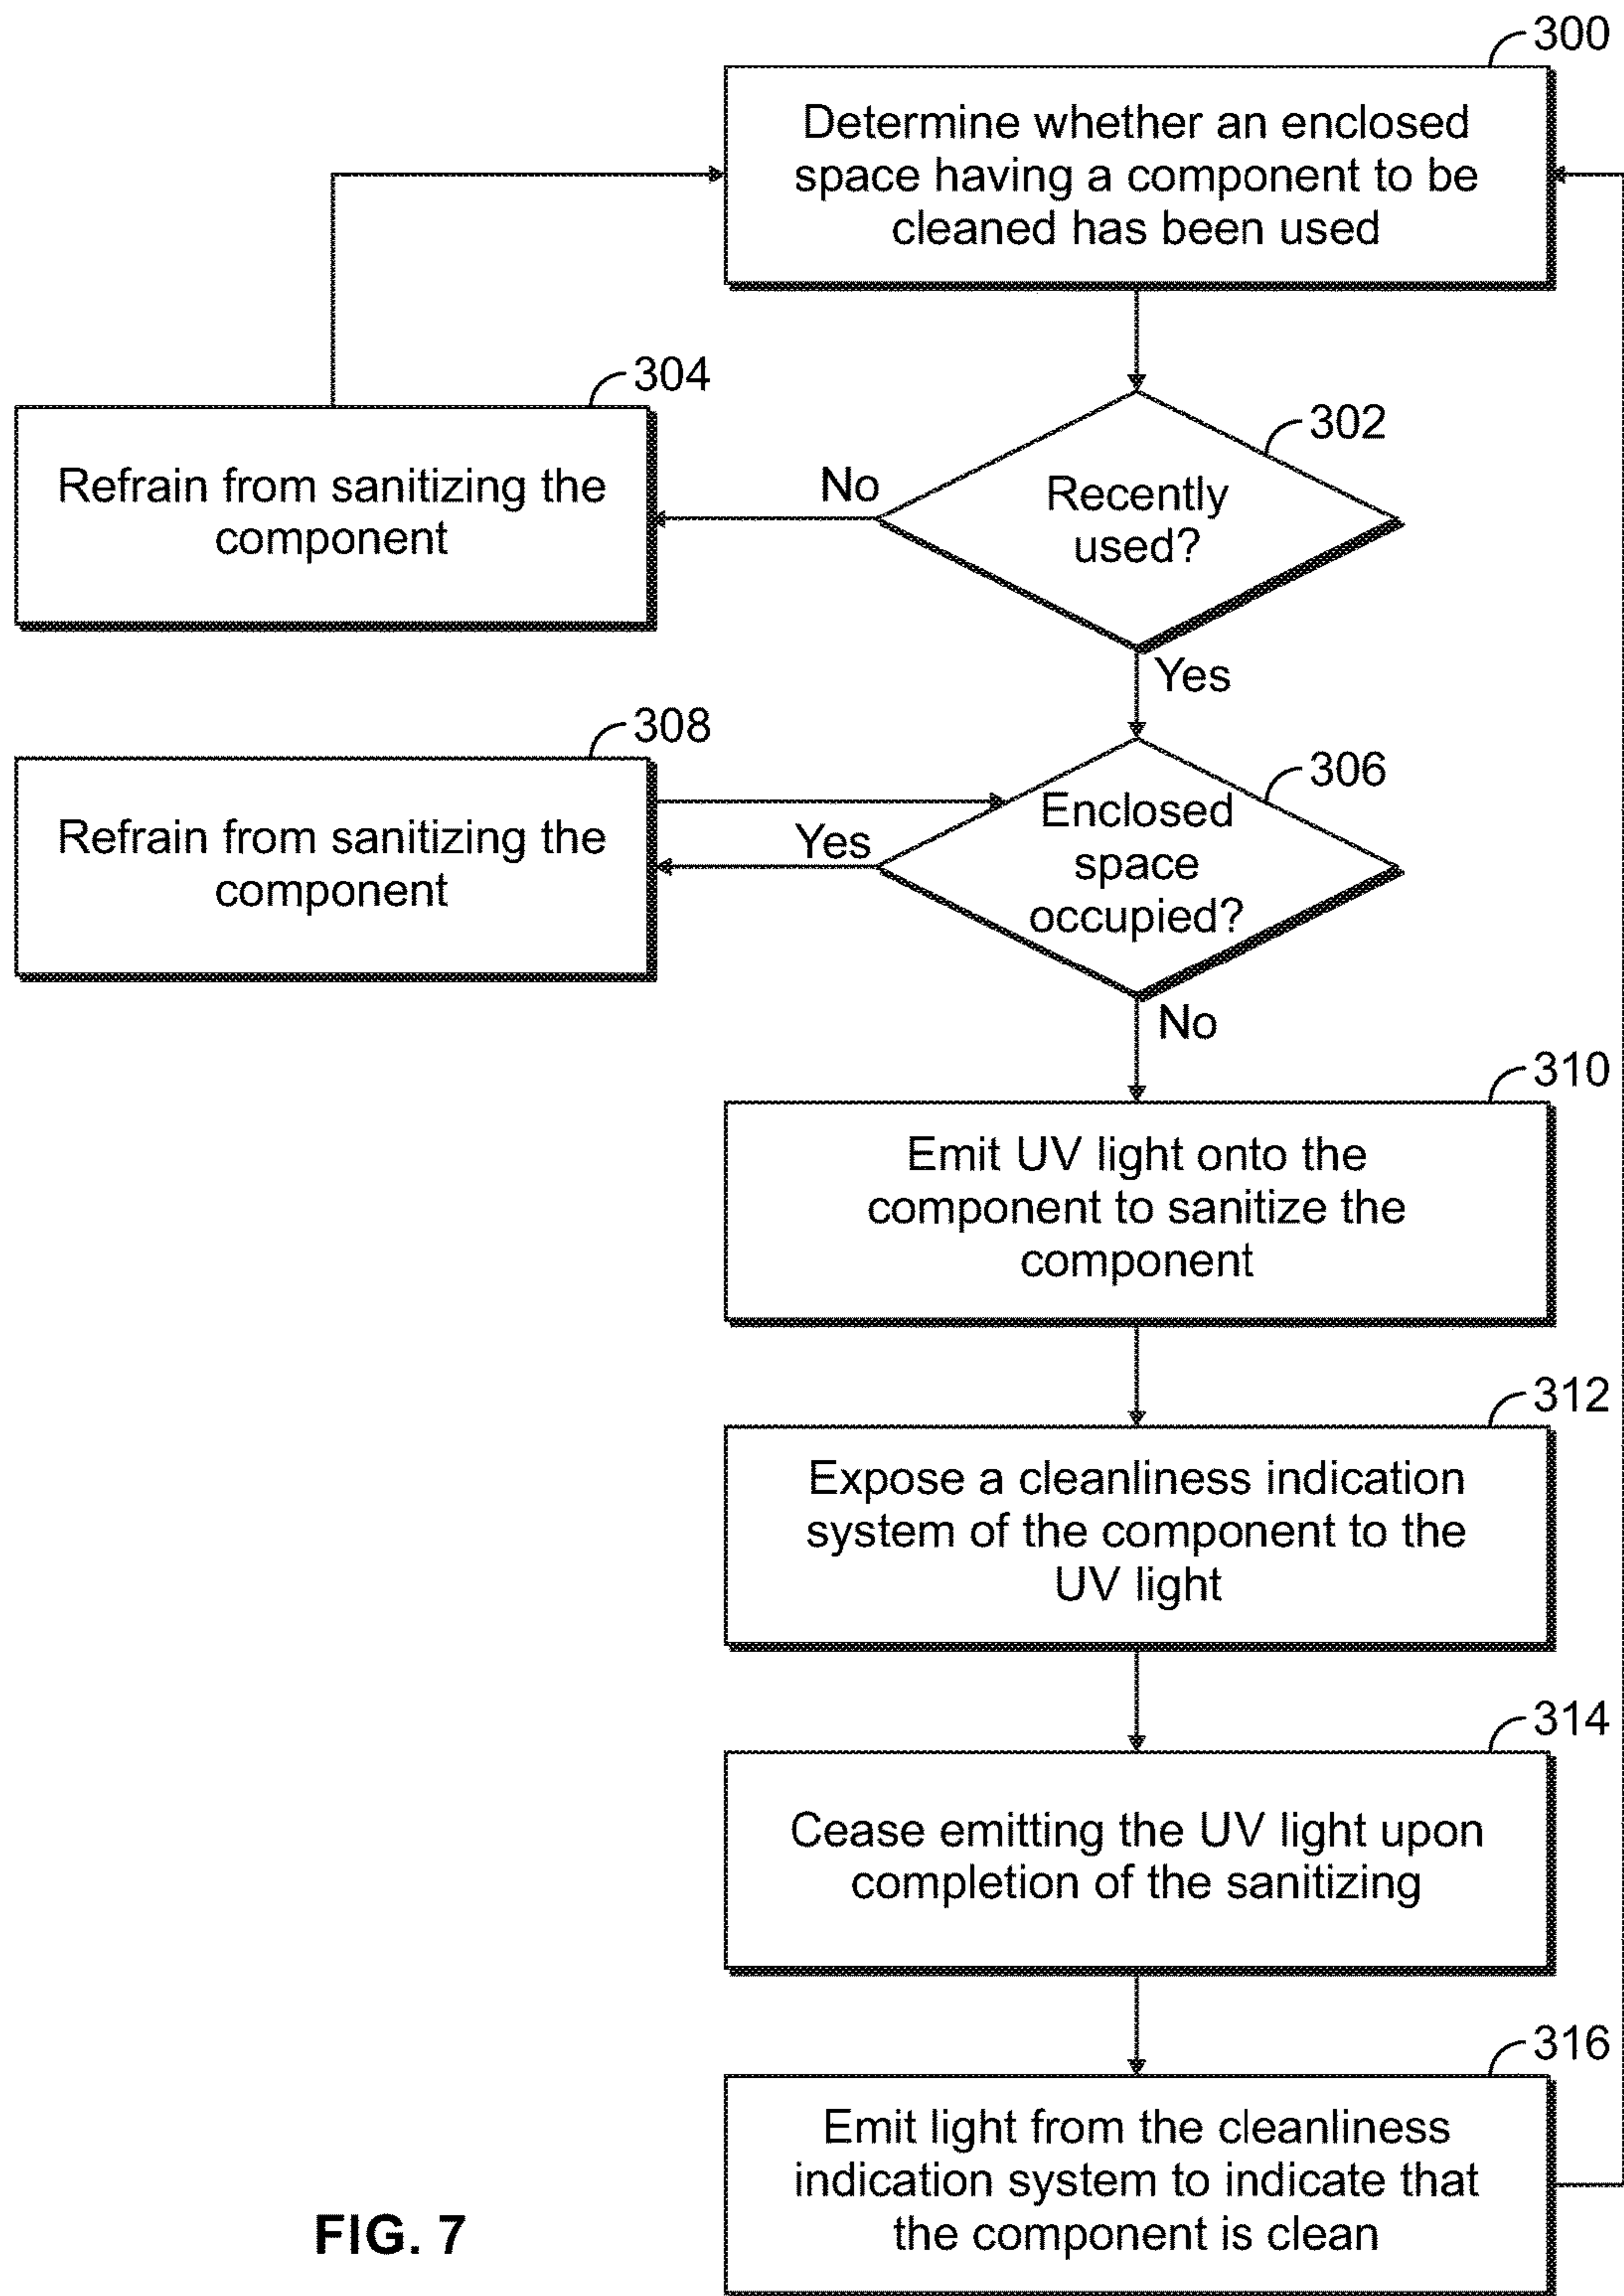 300
Determine whether an enclosed
space having a component to be
cleaned has been used
304
Refrain from sanitizing the
component
302
No
Recently
used?
Yes
308
Refrain from sanitizing the
component
306
Yes
Enclosed
space
occupied?
No
310
Emit UV light onto the
component to sanitize the
component
312
Expose a cleanliness indication
system of the component to the
UV light
314
Cease emitting the UV light upon
completion of the sanitizing
316
Emit light from the cleanliness
indication system to indicate that
the component is clean
FIG. 7